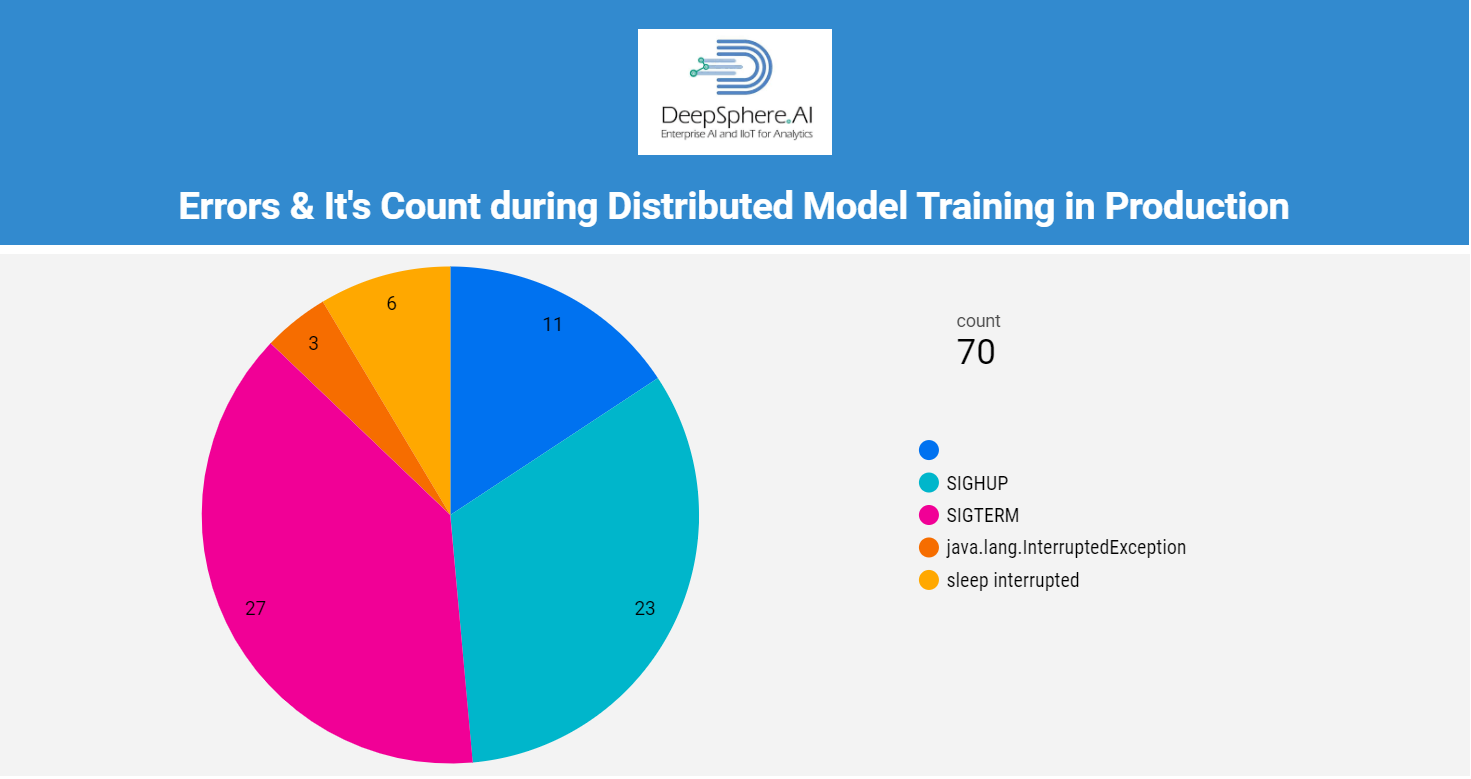 DeepSphere.AI
Enterprise AI and IIoT for Analytics
Errors & It's Count during Distributed Model Training in Production
6
11
3
27
23
count
70
SIGHUP
SIGTERM
java.lang.InterruptedException
sleep interrupted